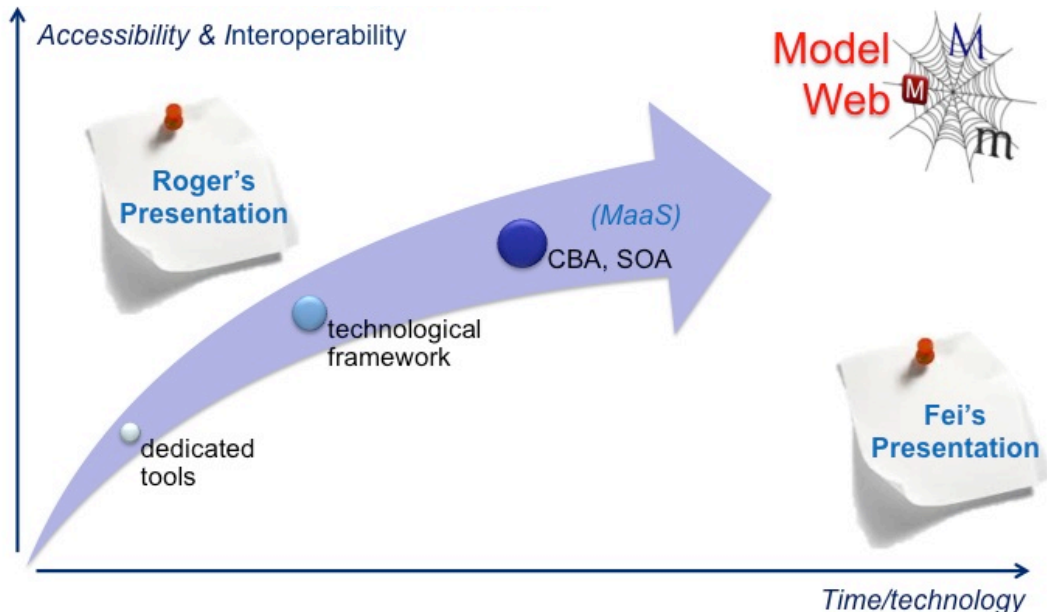 Accessibility & Interoperability
Model
Web
M
M
m
Roger's
Presentation
(MaaS)
CBA, SOA
technological
framework
dedicated
tools
Fei's
Presentation
Time/technology